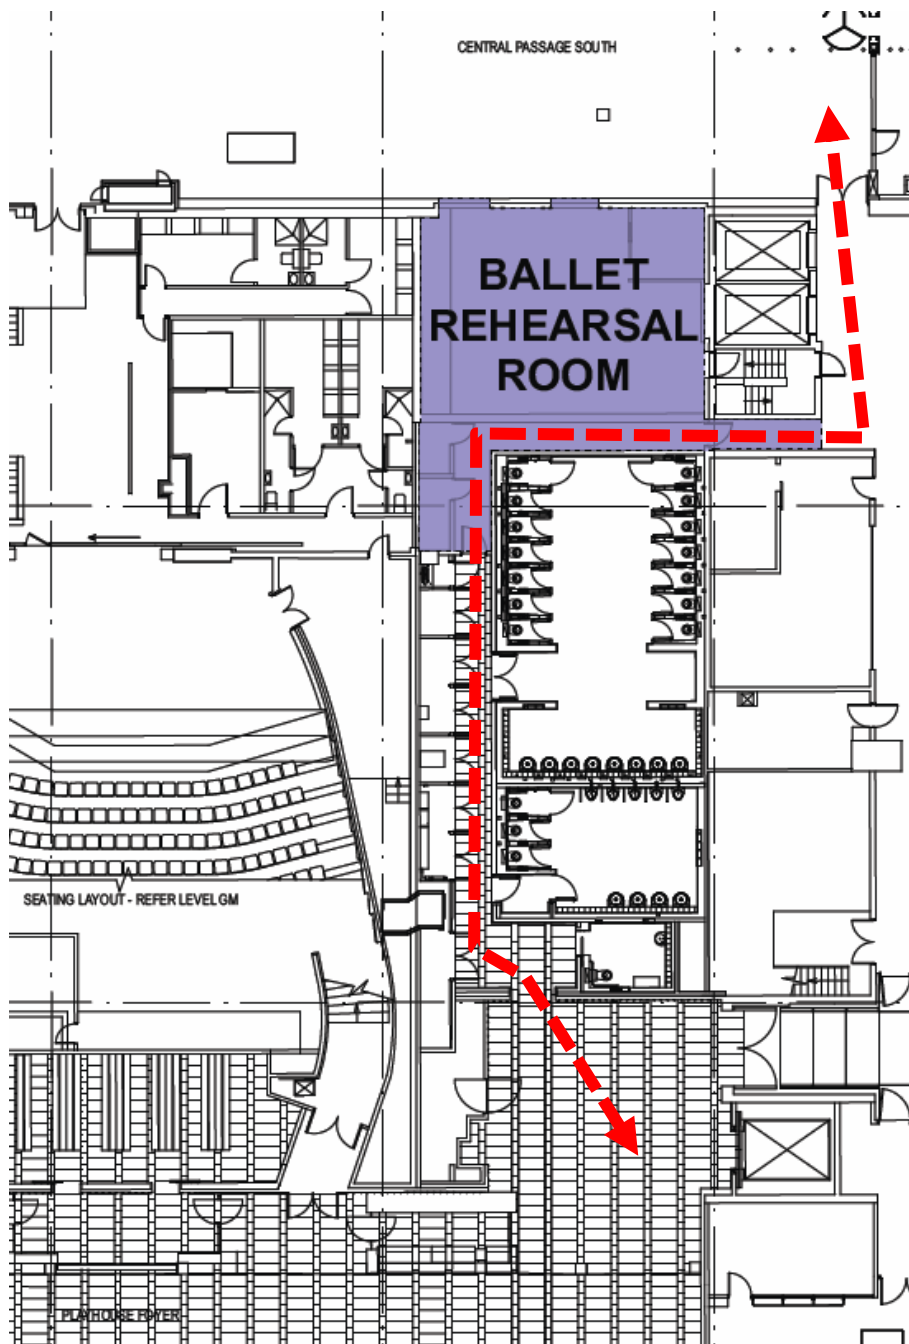 CENTRAL PASSAGE SOUTH
BALLET
REHEARSAL
ROOM
SEATING LAYOUT - REFER LEVEL GM
PLAYHOUSE FOYER